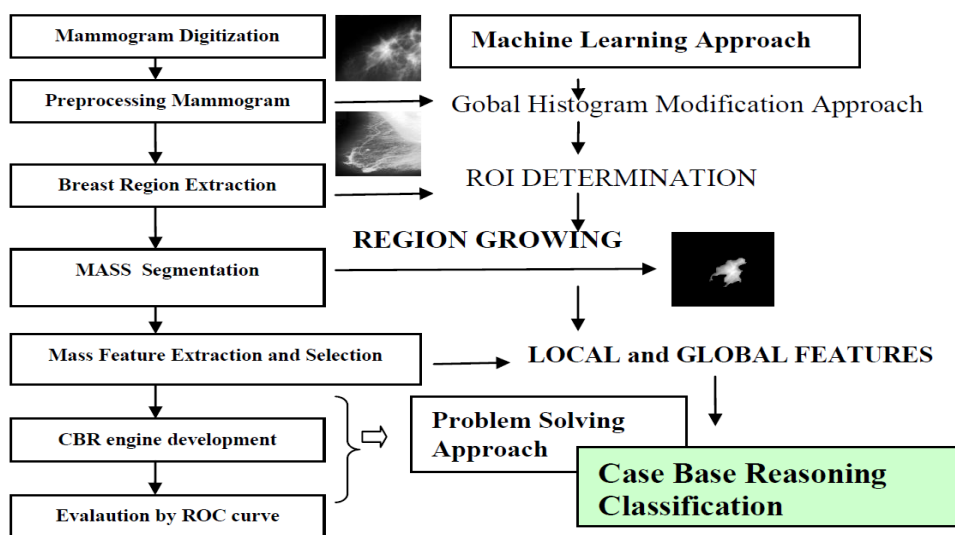 Mammogram Digitization
Machine Learning Approach
Preprocessing Mammogram
Gobal Histogram Modification Approach
Breast Region Extraction
ROI DETERMINATION
REGION GROWING
MASS Segmentation
Mass Feature Extraction and Selection
LOCAL and GLOBAL FEATURES
CBR engine development
Problem Solving
Approach
Case Base Reasoning
Classification
Evalaution by ROC curve